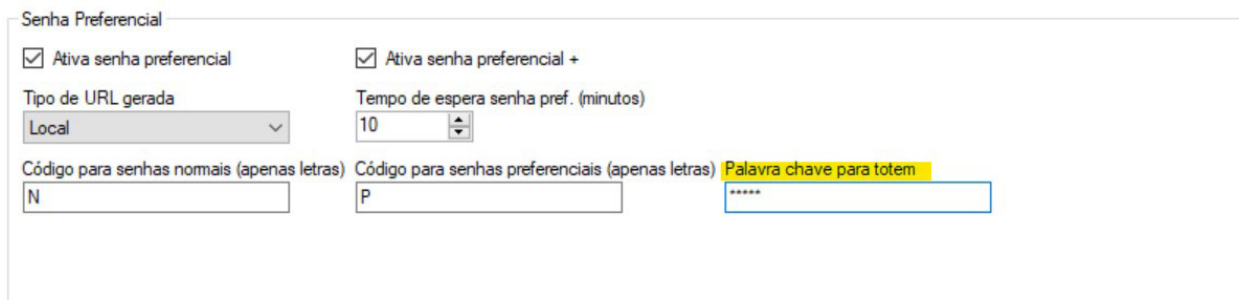 Senha Preferencial
Ativa senha preferencial
Ativa senha preferencial +
Tipo de URL gerada
Tempo de espera senha pref. (minutos)
Local
10
Código para senhas normais (apenas letras)
Código para senhas preferenciais (apenas letras)
Palavra chave para totem
N
P
*****